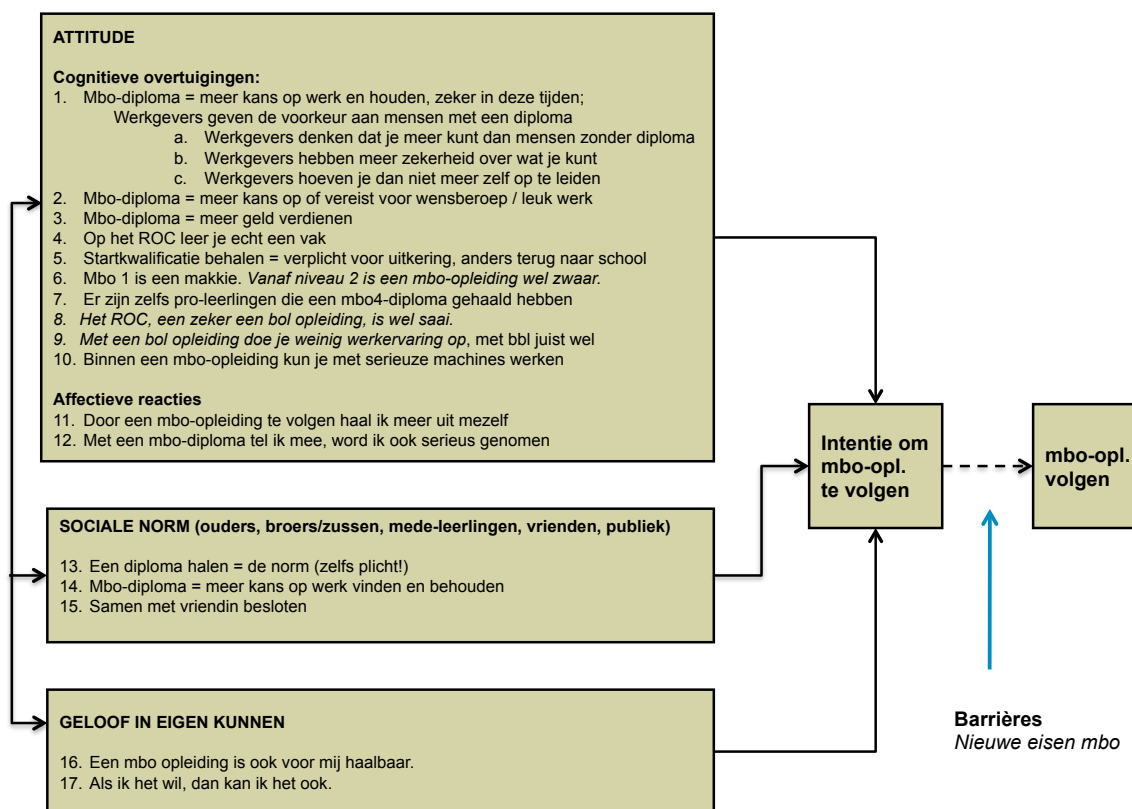 ATTITUDE
Cognitieve overtuigingen:
1. Mbo-diploma = meer kans op werk en houden, zeker in deze tijden;
Werkgevers geven de voorkeur aan mensen met een diploma
a. Werkgevers denken dat je meer kunt dan mensen zonder diploma
b. Werkgevers hebben meer zekerheid over wat je kunt
c. Werkgevers hoeven je dan niet meer zelf op te leiden
2. Mbo-diploma = meer kans op of vereist voor wensberoep / leuk werk
3. Mbo-diploma = meer geld verdienen
4. Op het ROC leer je echt een vak
5. Startkwalificatie behalen = verplicht voor uitkering, anders terug naar school
6. Mbo 1 is een makkie. Vanaf niveau 2 is een mbo-opleiding wel zwaar.
7. Er zijn zelfs pro-leerlingen die een mbo4-diploma gehaald hebben
8. Het ROC, een zeker een bol opleiding, is wel saai.
9. Met een bol opleiding doe je weinig werkervaring op, met bbl juist wel
10. Binnen een mbo-opleiding kun je met serieuze machines werken
Affectieve reacties
11. Door een mbo-opleiding te volgen haal ik meer uit mezelf
12. Met een mbo-diploma tel ik mee, word ik ook serieus genomen
SOCIALE NORM (ouders, broers/zussen, mede-leerlingen, vrienden, publiek)
13. Een diploma halen = de norm (zelfs plicht!)
14. Mbo-diploma = meer kans op werk vinden en behouden
15. Samen met vriendin besloten
GELOOF IN EIGEN KUNNEN
16. Een mbo opleiding is ook voor mij haalbaar.
17. Als ik het wil, dan kan ik het ook.
Intentie om
mbo-opl.
te volgen
mbo-opl.
volgen
Barrières
Nieuwe eisen mbo